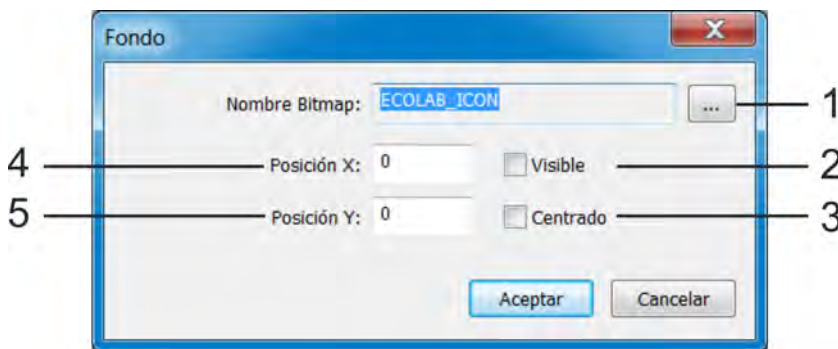 Fondo
Nombre Bitmap: ECOLAB_ICON ... 1
4 Posición X: 0 Visible 2
5 Posición Y: 0 Centrado 3
Aceptar Cancelar